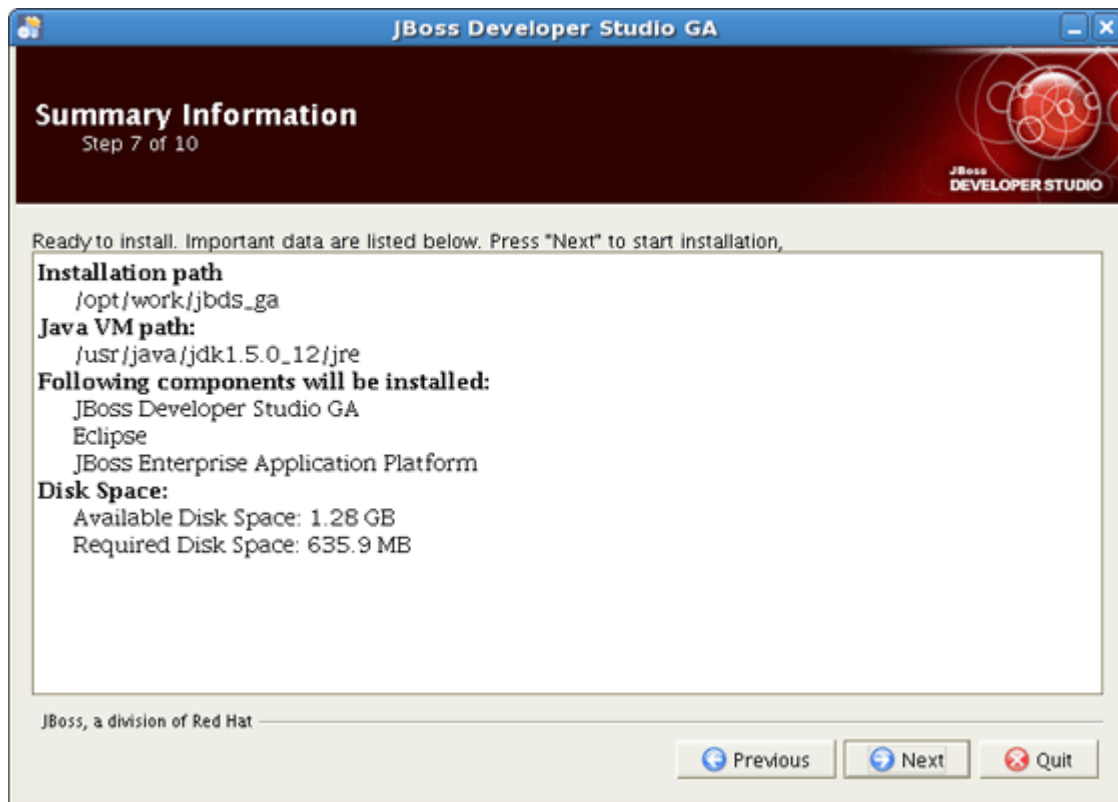 JBoss Developer Studio GA
Summary Information
Step 7 of 10
JBoss
DEVELOPER STUDIO
Ready to install. Important data are listed below. Press "Next" to start installation,
Installation path
/opt/work/jbds_ga
Java VM path:
/usr/java/jdk1.5.0_12/jre
Following components will be installed:
JBoss Developer Studio GA
Eclipse
JBoss Enterprise Application Platform
Disk Space:
Available Disk Space: 1.28 GB
Required Disk Space: 635.9 MB
JBoss, a division of Red Hat
Previous Next Quit